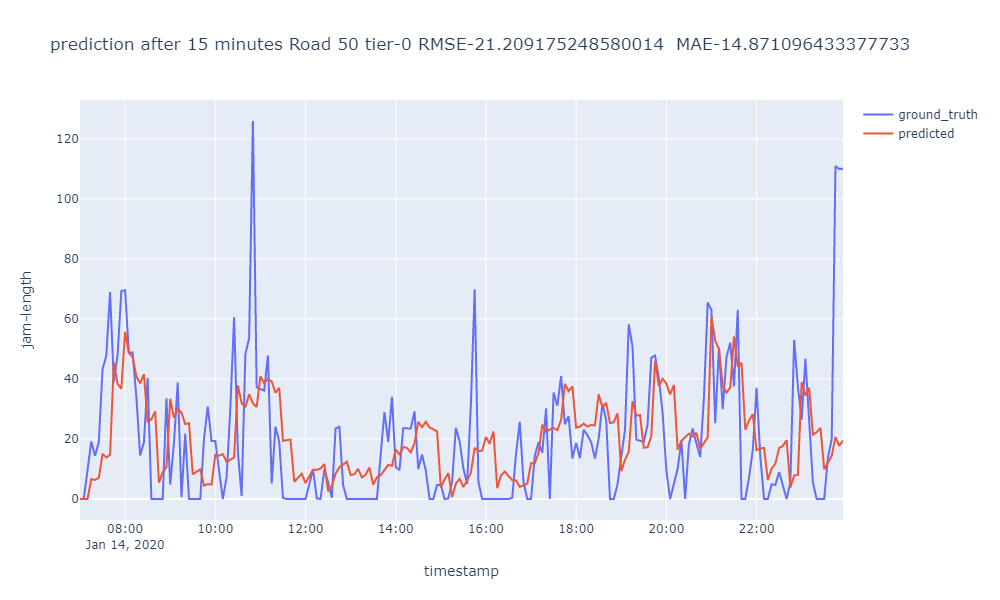 prediction after 15 minutes Road 50 tier-0 RMSE-21.209175248580014  MAE-14.871096433377733
ground_truth
predicted
jam-length
120
100
80
60
40
20
0
08:00 10:00 12:00 14:00 16:00 18:00 20:00 22:00
Jan 14, 2020
timestamp